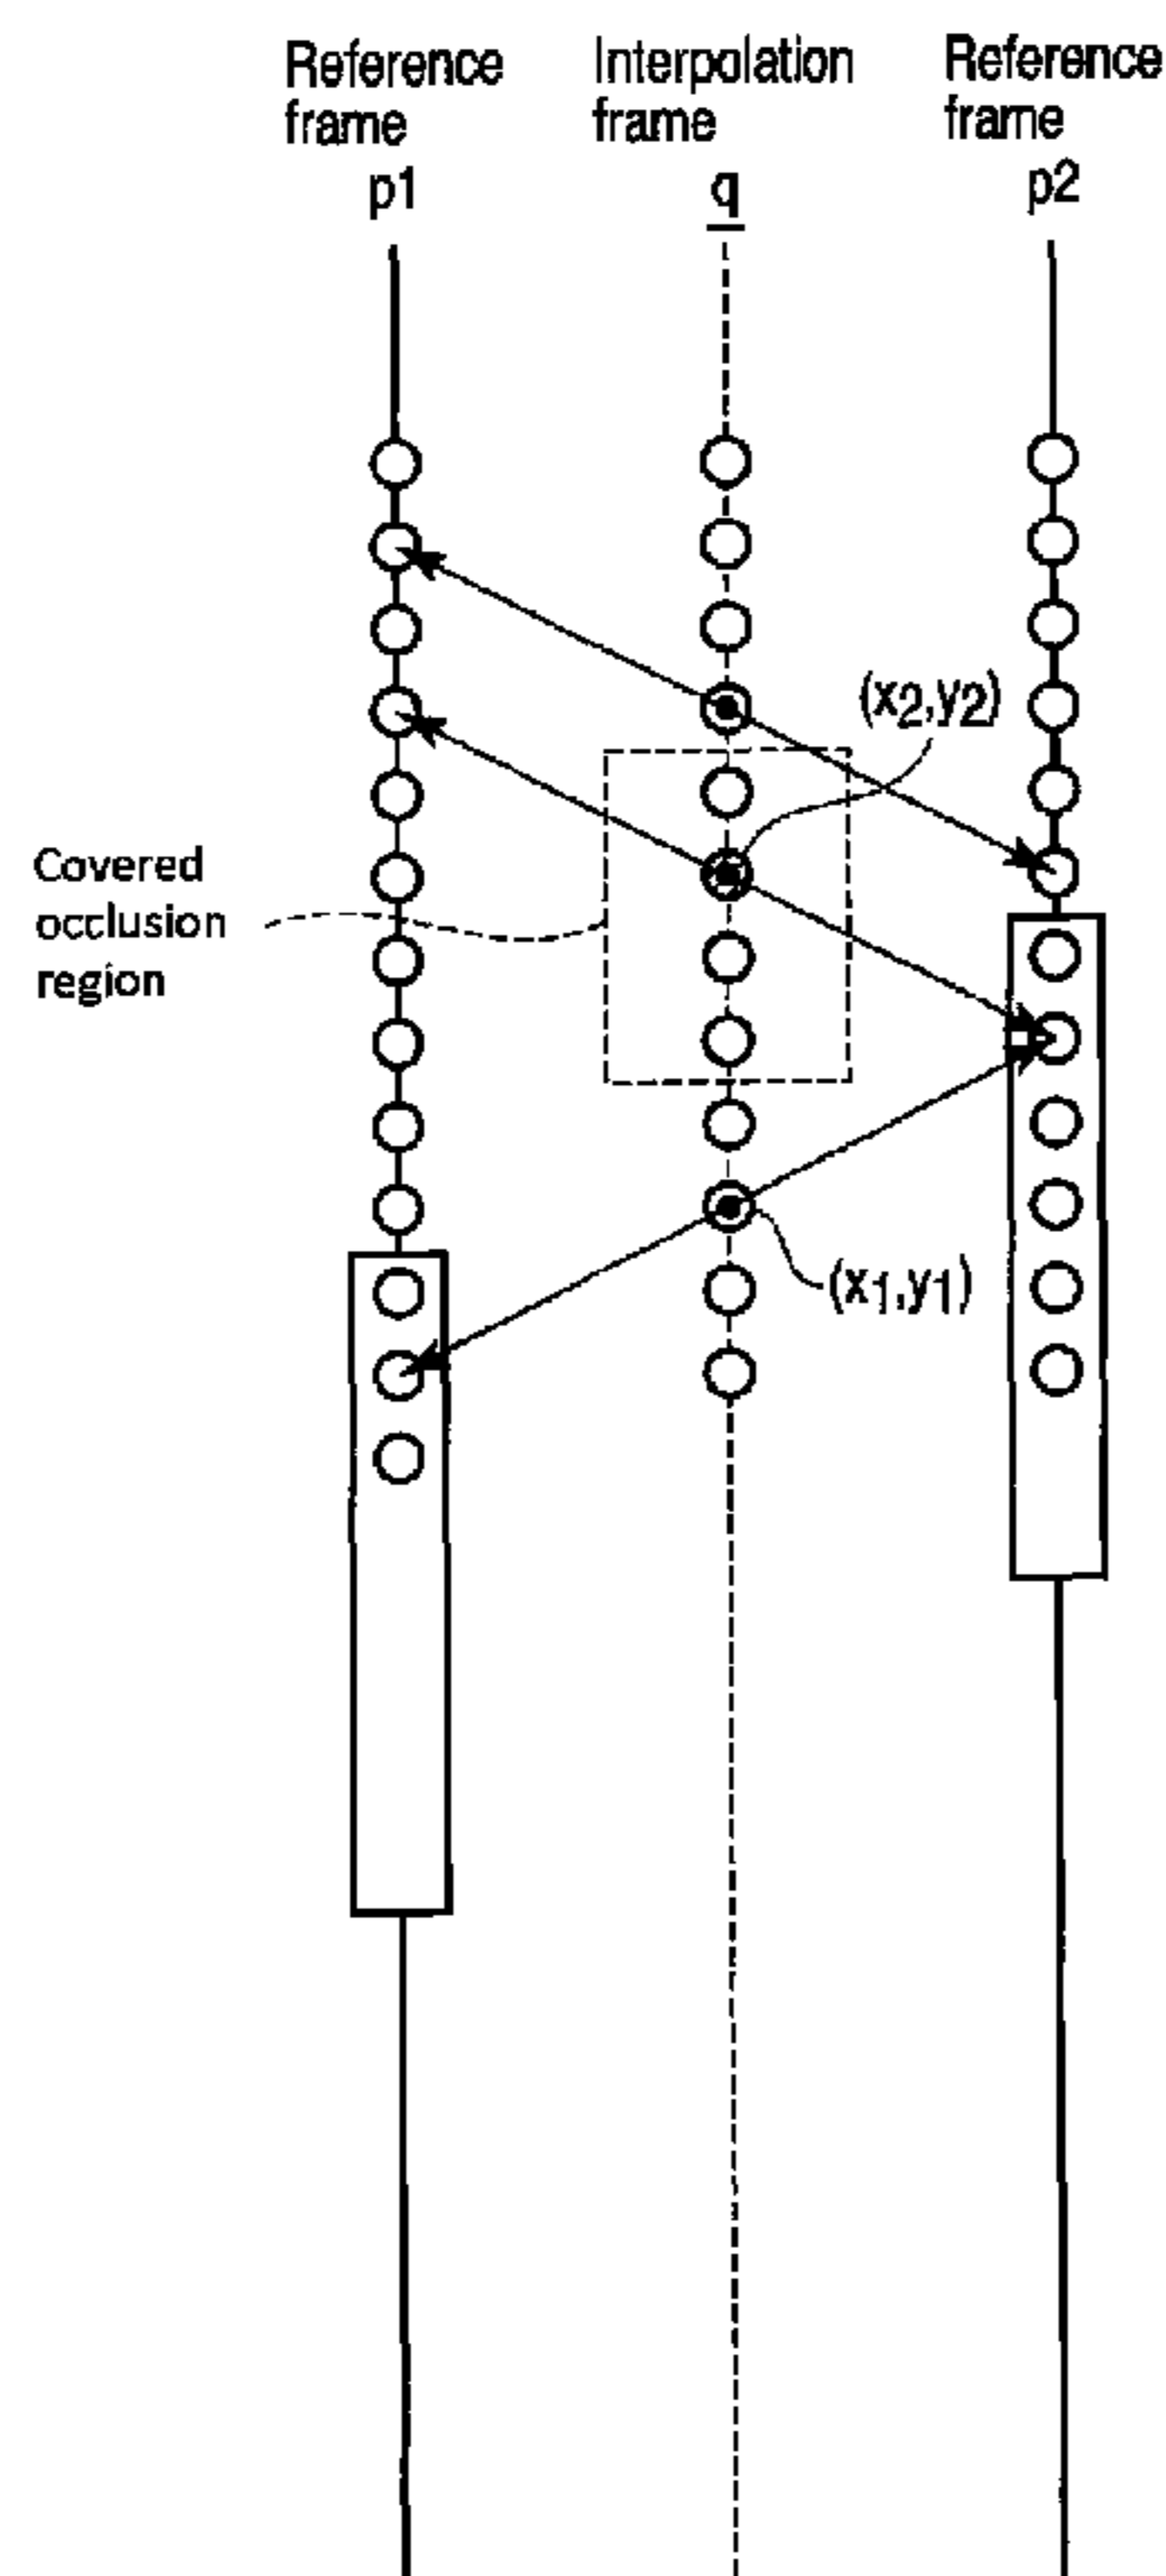 Reference
frame
p1
Interpolation
frame
q
Reference
frame
p2
(x2,y2)
Covered
occlusion
region
(x1,y1)